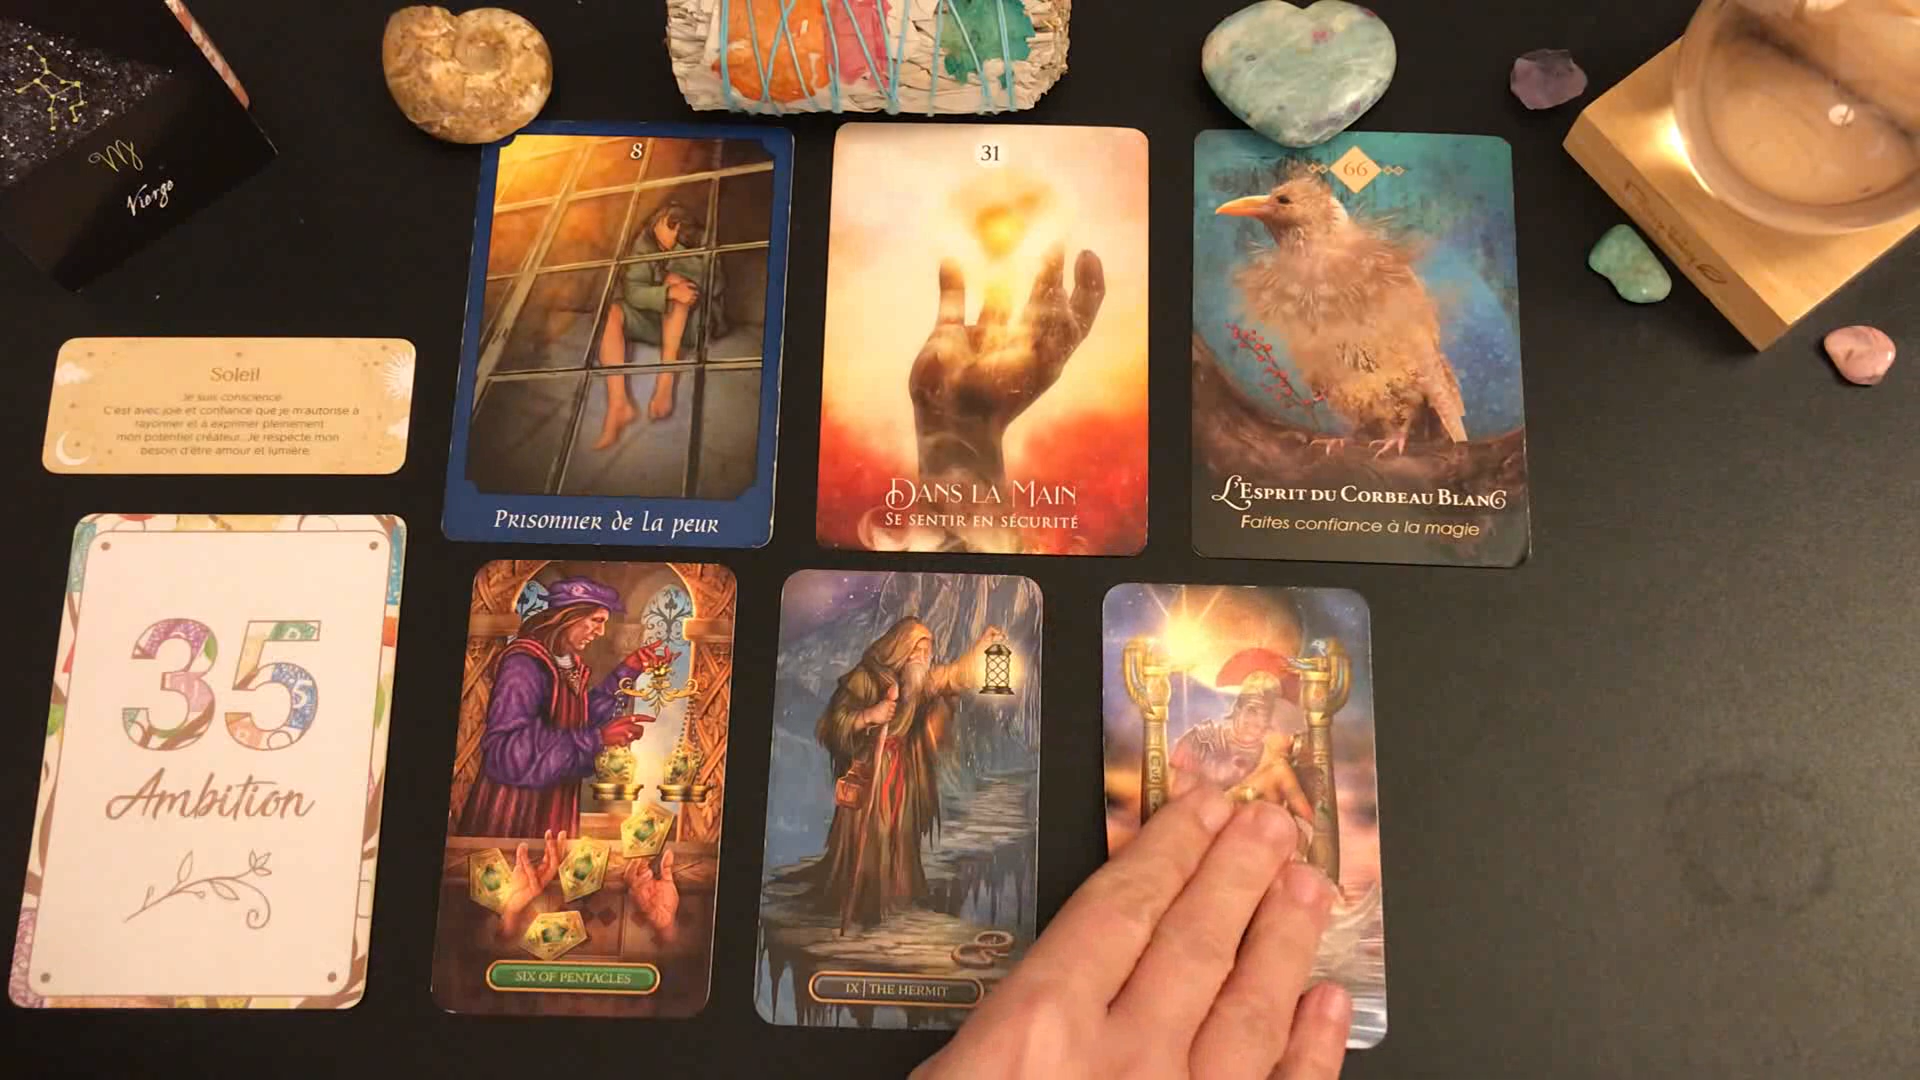 Vierge
Soleil
Je suis conscience
C'est avec joie et confiance que je m'autorise à
rayonner et à exprimer pleinement
mon potentiel créateur. Je respecte mon
besoin d'être amour et lumière.
8
PRISONNIER de la PEUR
31
DANS LA MAIN
SE SENTIR EN SÉCURITÉ
66
L'ESPRIT DU CORBEAU BLANC
Faites confiance à la magie
35
Ambition
SIX OF PENTACLES
IX THE HERMIT